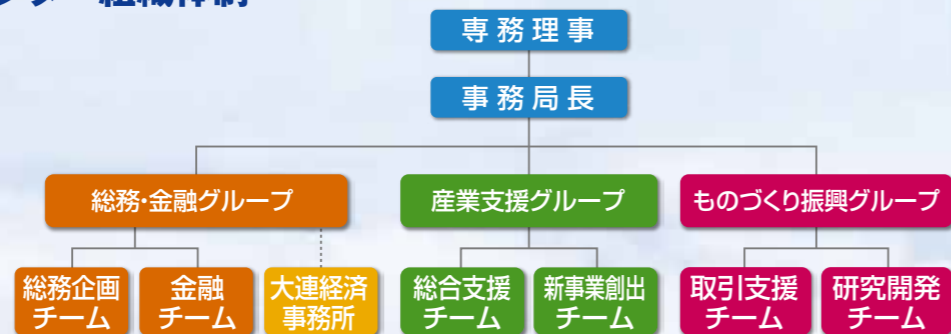 組織体制
専務理事
事務局長
総務・金融グループ
産業支援グループ
ものづくり振興グループ
総務企画
チーム
金融
チーム
大連経済
事務所
総合支援
チーム
新事業創出
チーム
取引支援
チーム
研究開発
チーム